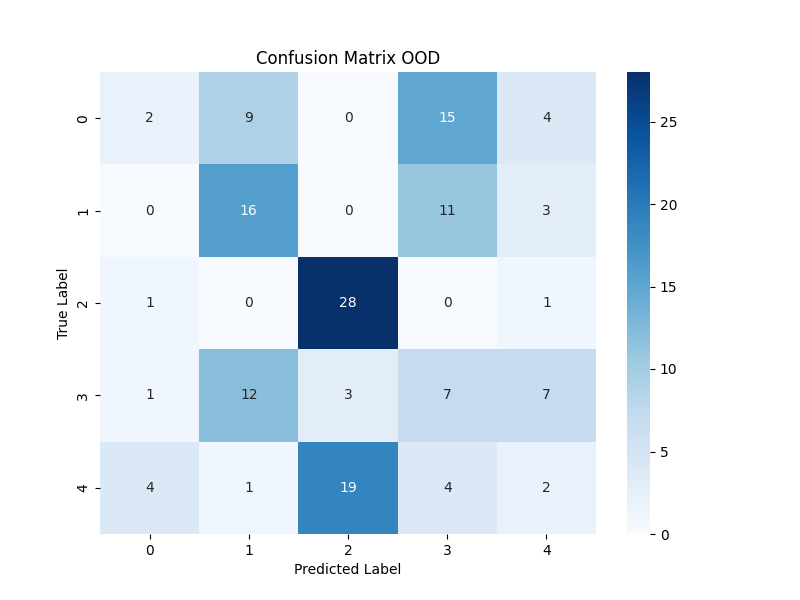 Confusion Matrix OOD
True Label
0 2 9 0 15 4
1 0 16 0 11 3
2 1 0 28 0 1
3 1 12 3 7 7
4 4 1 19 4 2
0 1 2 3 4
Predicted Label
25
20
15
10
5
0